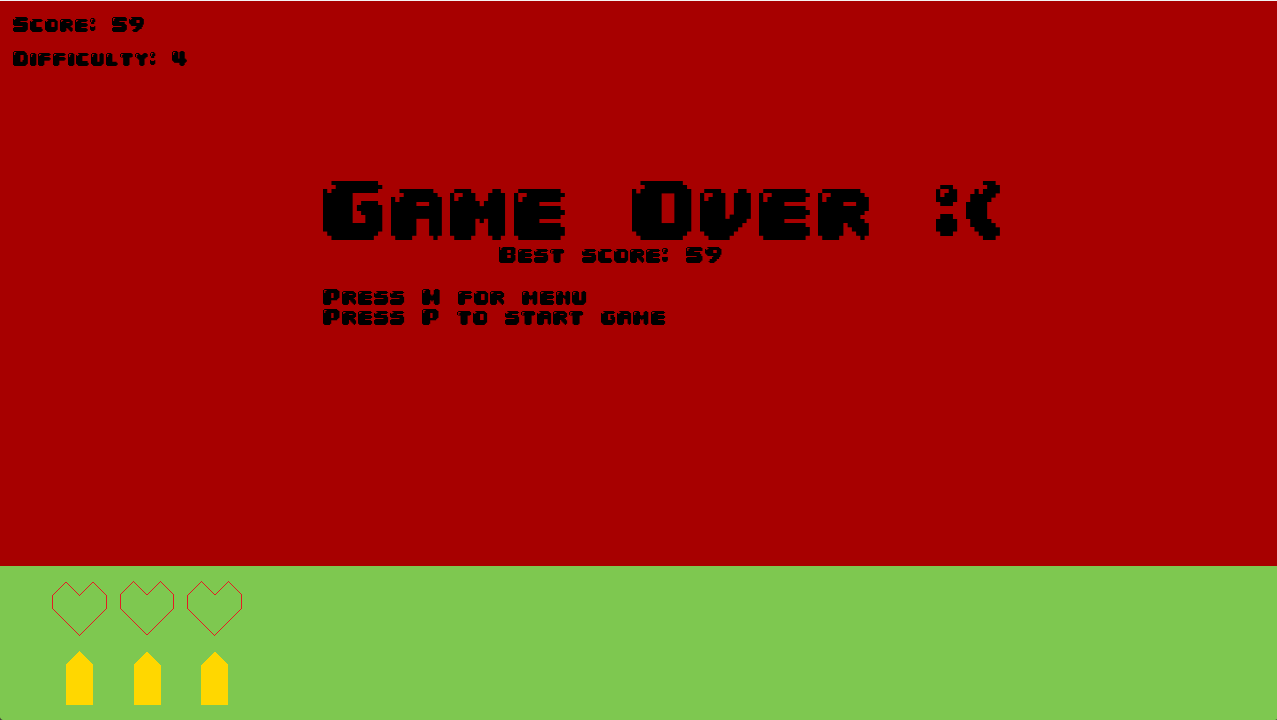 Score: 59
Difficulty: 4
Game Over :(
Best score: 59
Press M for menu
Press P to start game